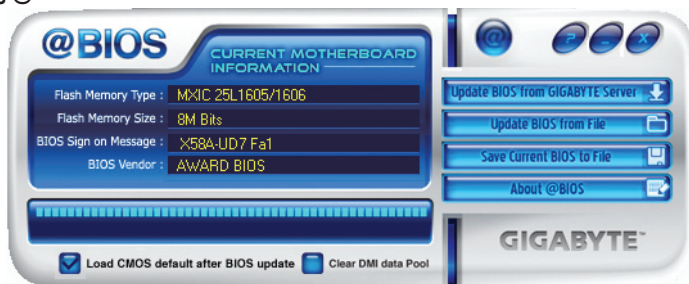 @BIOS
CURRENT MOTHERBOARD
INFORMATION
Flash Memory Type : MXIC 25L1605/1606
Flash Memory Size : 8M Bits
BIOS Sign on Message : X58A-UD7 Fa1
BIOS Vendor : AWARD BIOS
Load CMOS default after BIOS update Clear DMI data Pool
@ ? - X
Update BIOS from GIGABYTE Server
Update BIOS from File
Save Current BIOS to File
About @BIOS
GIGABYTE™